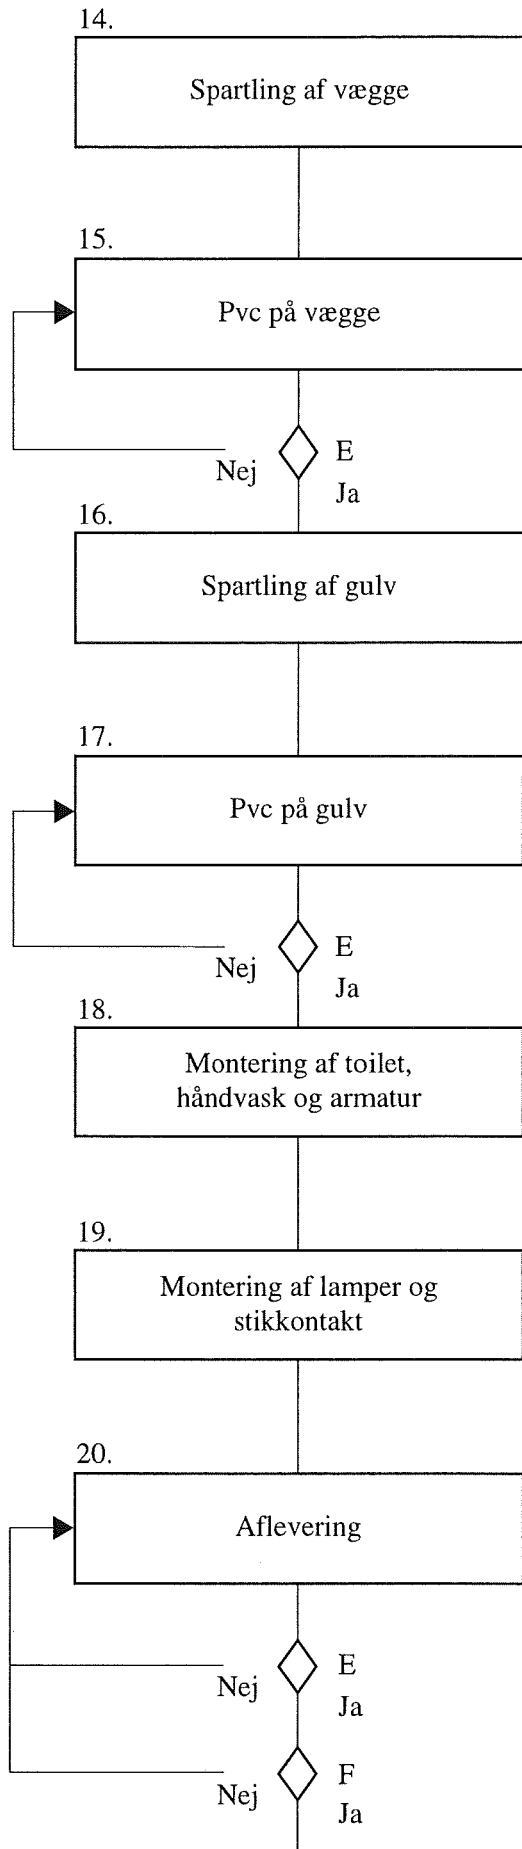 14.
Spartling af vægge
15.
Pvc på vægge
E
Nej
Ja
16.
Spartling af gulv
17.
Pvc på gulv
E
Nej
Ja
18.
Montering af toilet,
håndvask og armatur
19.
Montering af lamper og
stikkontakt
20.
Aflevering
E
Nej
Ja
F
Nej
Ja